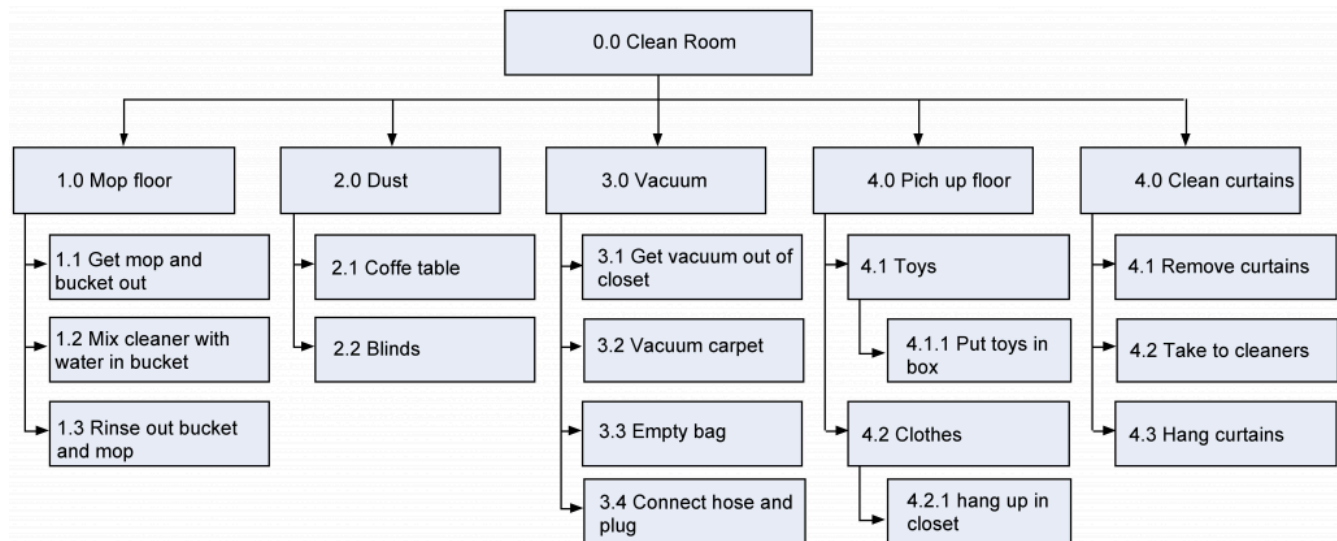 0.0 Clean Room
1.0 Mop floor
2.0 Dust
3.0 Vacuum
4.0 Pich up floor
4.0 Clean curtains
1.1 Get mop and
bucket out
1.2 Mix cleaner with
water in bucket
1.3 Rinse out bucket
and mop
2.1 Coffe table
2.2 Blinds
3.1 Get vacuum out of
closet
3.2 Vacuum carpet
3.3 Empty bag
3.4 Connect hose and
plug
4.1 Toys
4.1.1 Put toys in
box
4.2 Clothes
4.2.1 hang up in
closet
4.1 Remove curtains
4.2 Take to cleaners
4.3 Hang curtains